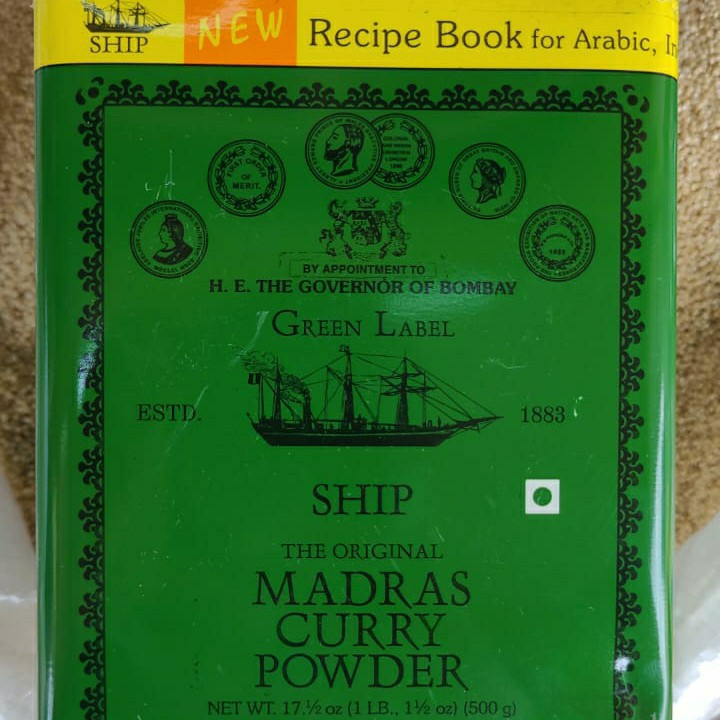 SHIP
NEW
Recipe Book for Arabic,
FIRST ORDER
OF
MERIT.
1883
BY APPOINTMENT TO
H. E. THE GOVERNOR OF BOMBAY
GREEN LABEL
ESTD.
1883
SHIP
THE ORIGINAL
MADRAS
CURRY
POWDER
NET WT. 17.½ oz (1 LB., 1½ oz) (500 g)